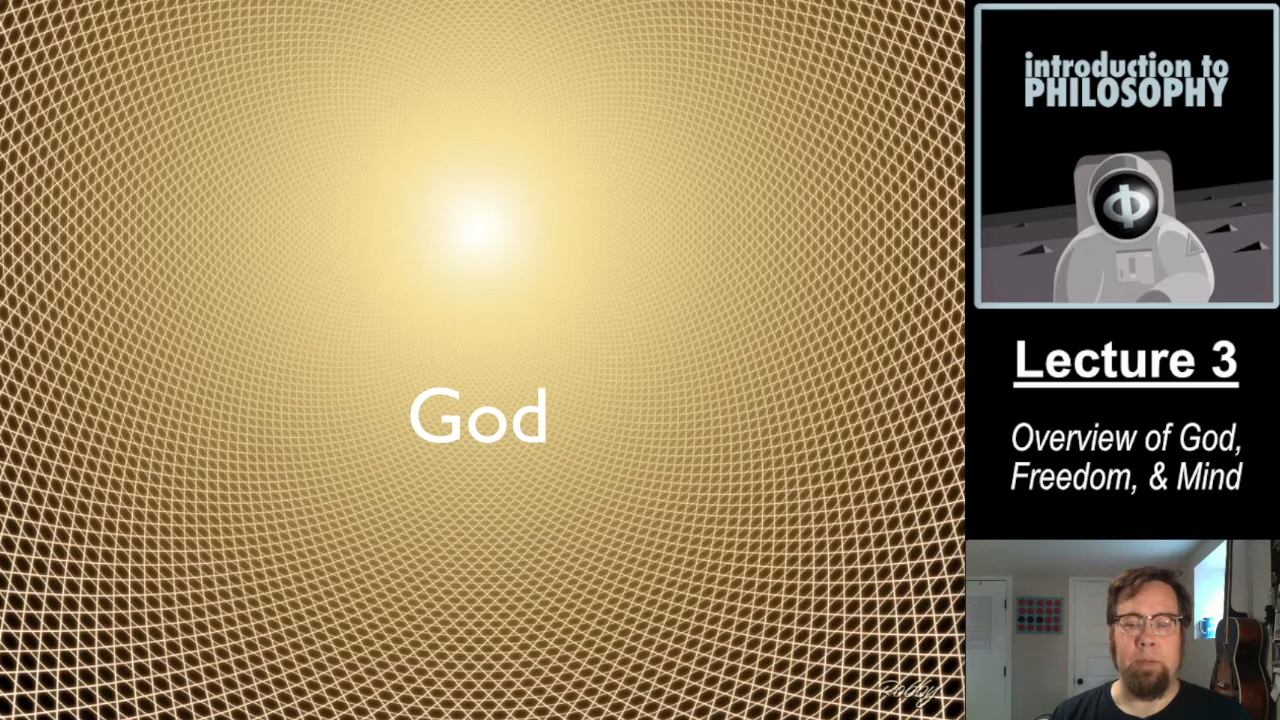 God
introduction to
PHILOSOPHY
Φ
Lecture 3
Overview of God,
Freedom, & Mind